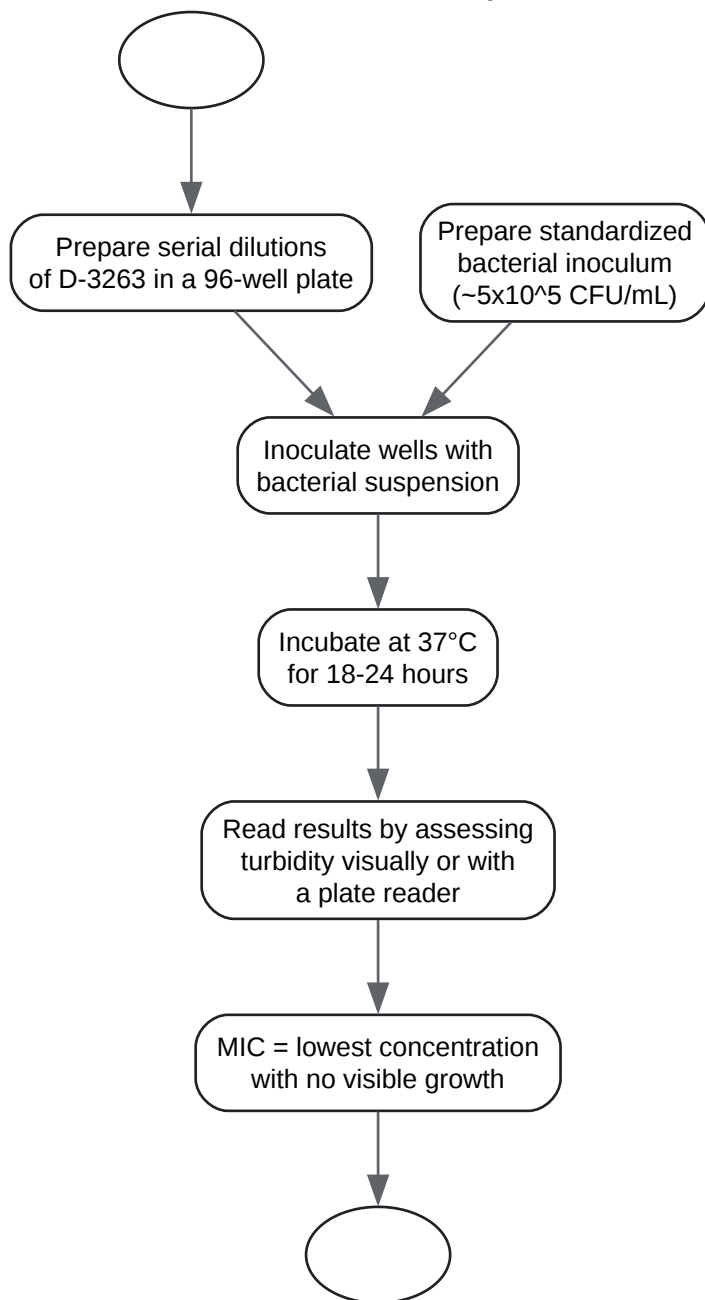 Prepare serial dilutions
of D-3263 in a 96-well plate
Prepare standardized
bacterial inoculum
(~5x10^5 CFU/mL)
Inoculate wells with
bacterial suspension
Incubate at 37°C
for 18-24 hours
Read results by assessing
turbidity visually or with
a plate reader
MIC = lowest concentration
with no visible growth